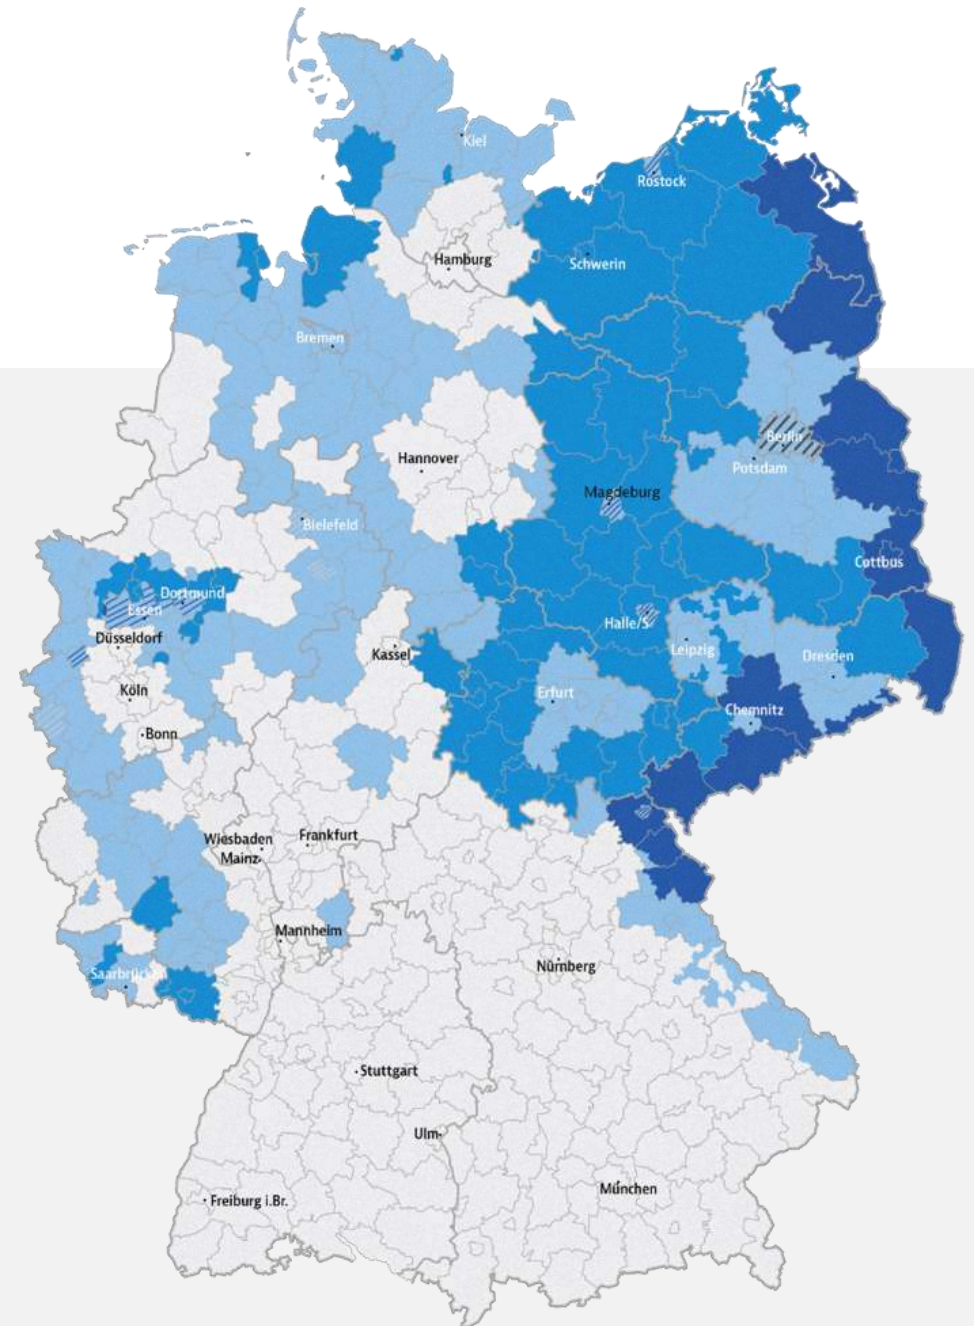 Kiel
Rostock
Hamburg
Schwerin
Bremen
Berlin
Hannover
Potsdam
Magdeburg
Bielefeld
Cottbus
Dortmund
Essen
Halle/S
Düsseldorf
Kassel
Leipzig
Dresden
Köln
Erfurt
Chemnitz
Bonn
Wiesbaden
Frankfurt
Mainz
Mannheim
Nürnberg
Stuttgart
Ulm
München
Freiburg i.Br.